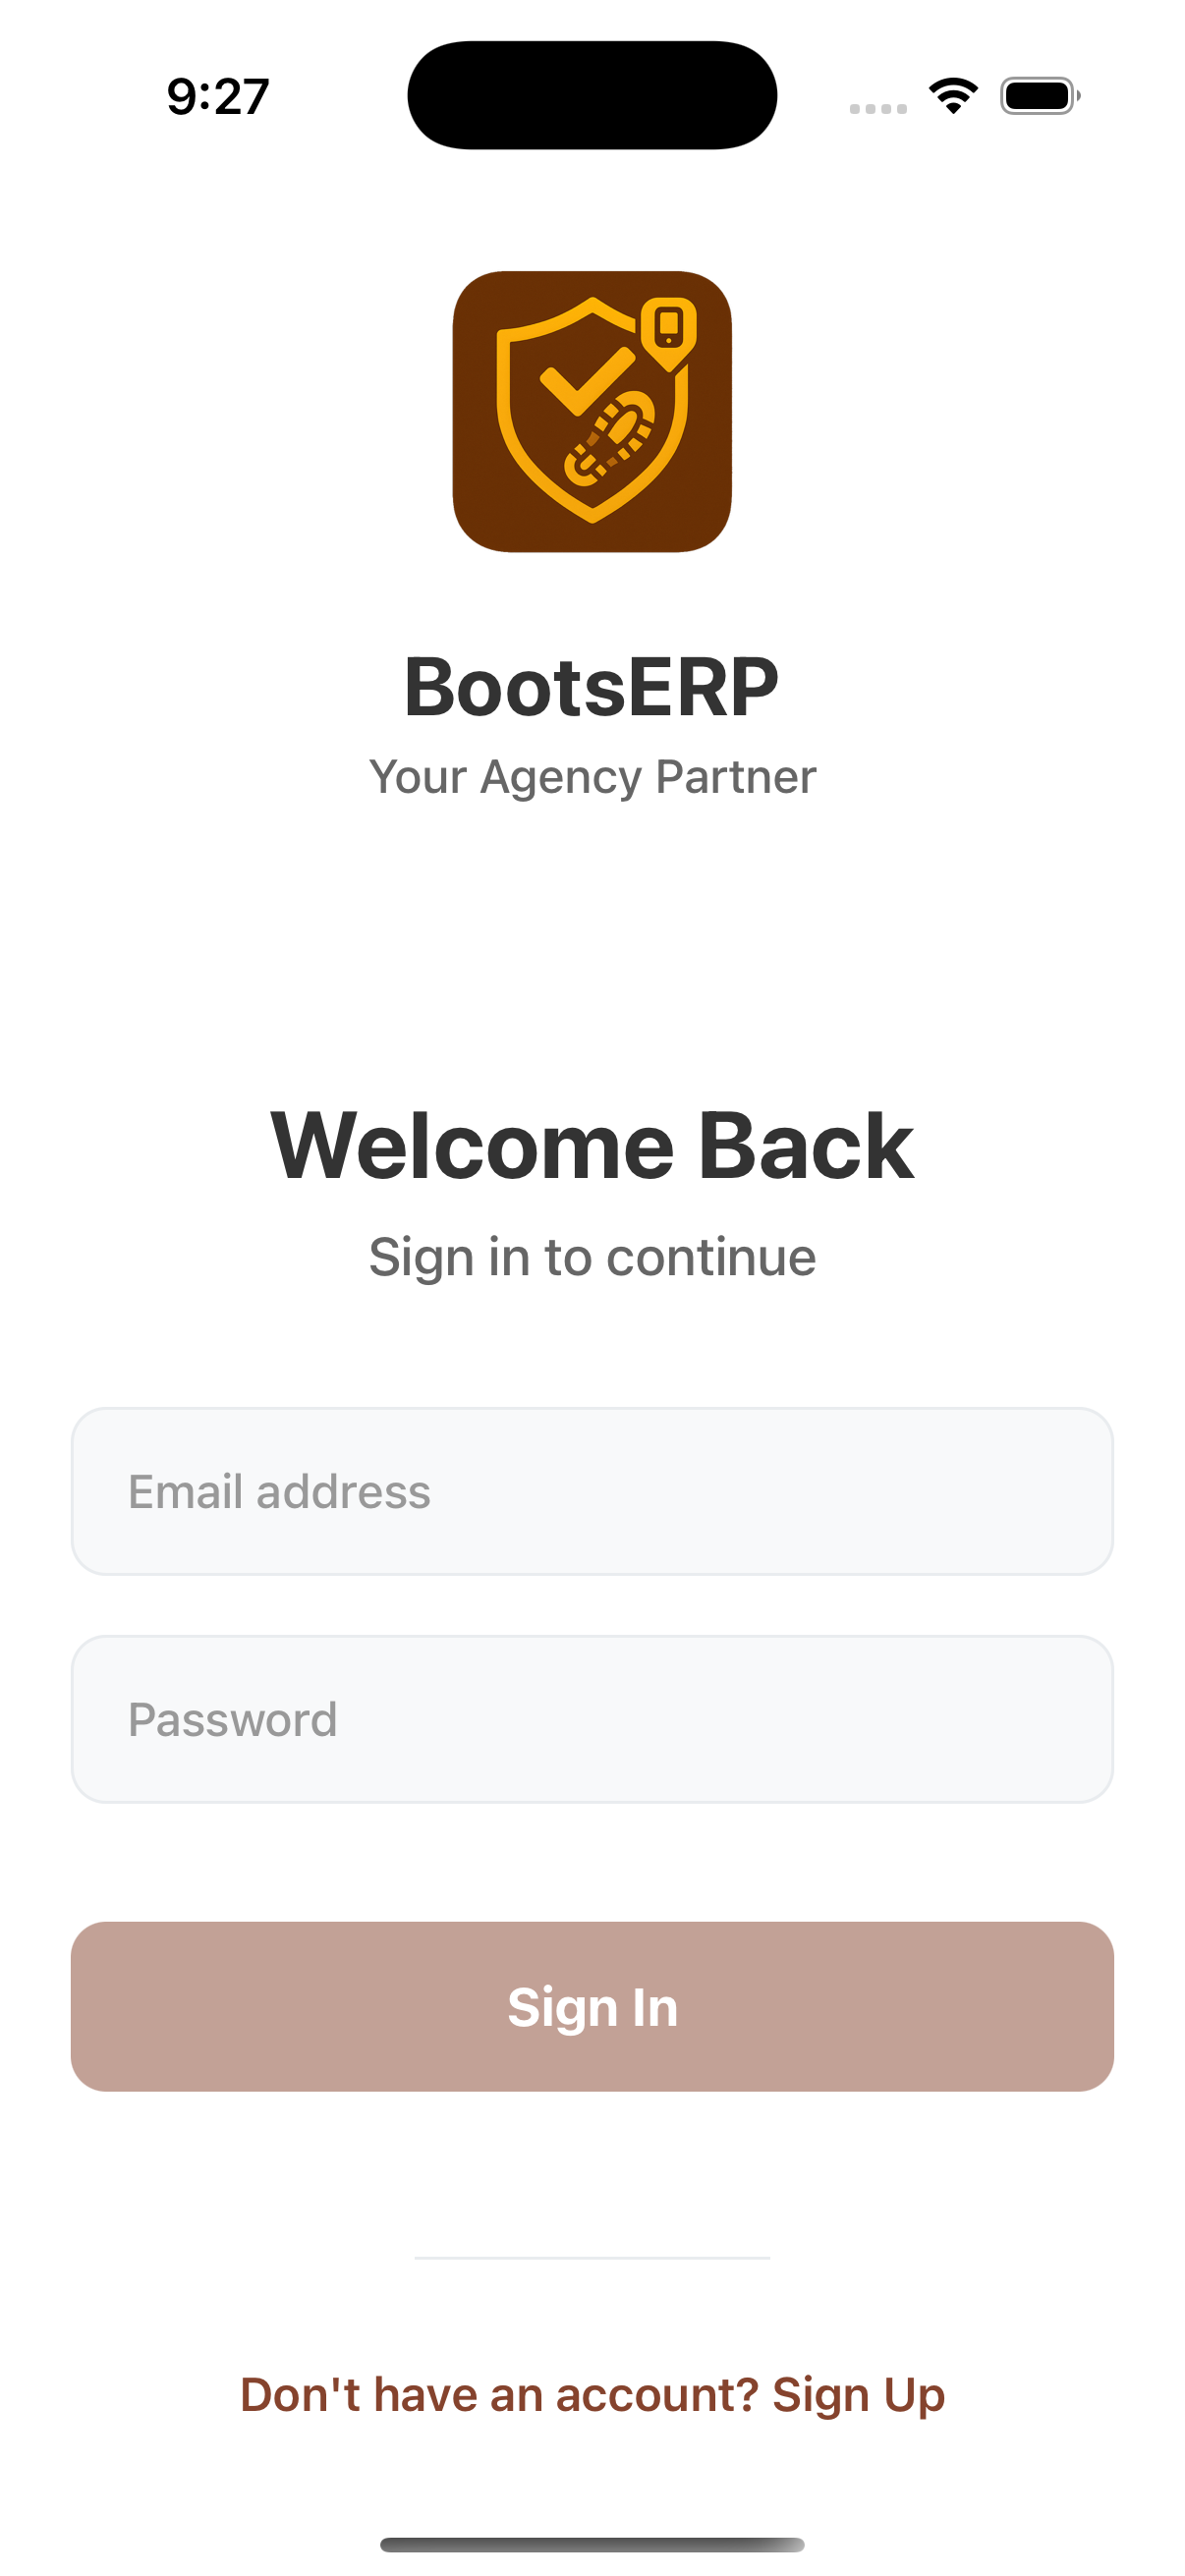 9:27
BootsERP
Your Agency Partner
Welcome Back
Sign in to continue
Email address
Password
Sign In
Don't have an account? Sign Up